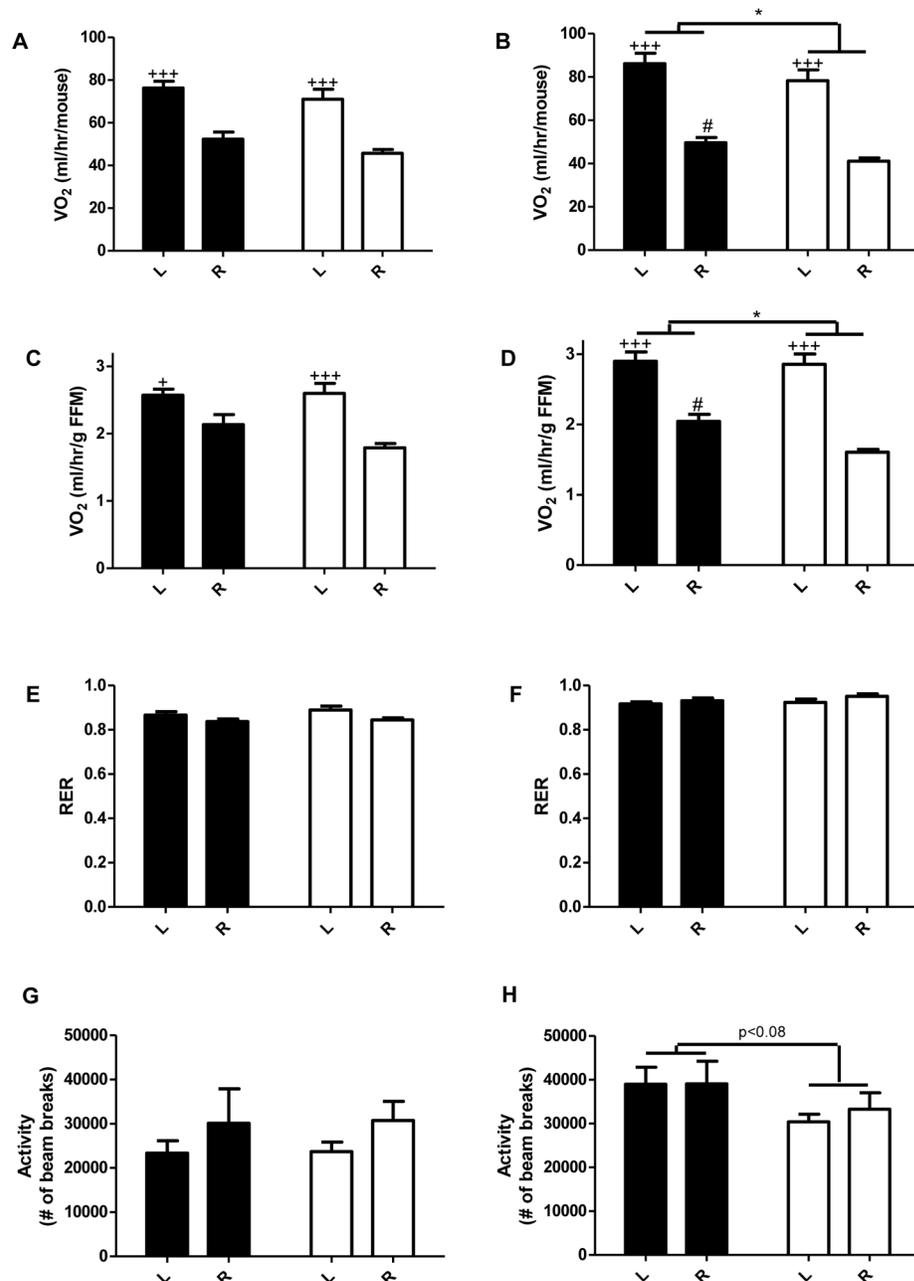 A
VO2 (ml/hr/mouse)
100
80
60
40
20
0
+++
+++
L
R
L
R
B
VO2 (ml/hr/mouse)
100
80
60
40
20
0
*
+++
#
+++
L
R
L
R
C
VO2 (ml/hr/g FFM)
3
2
1
0
+
+++
L
R
L
R
D
VO2 (ml/hr/g FFM)
3
2
1
0
*
+++
#
+++
L
R
L
R
E
RER
1.0
0.8
0.6
0.4
0.2
0.0
L
R
L
R
F
RER
1.0
0.8
0.6
0.4
0.2
0.0
L
R
L
R
G
Activity
(# of beam breaks)
50000
40000
30000
20000
10000
0
L
R
L
R
H
Activity
(# of beam breaks)
50000
40000
30000
20000
10000
0
p<0.08
L
R
L
R